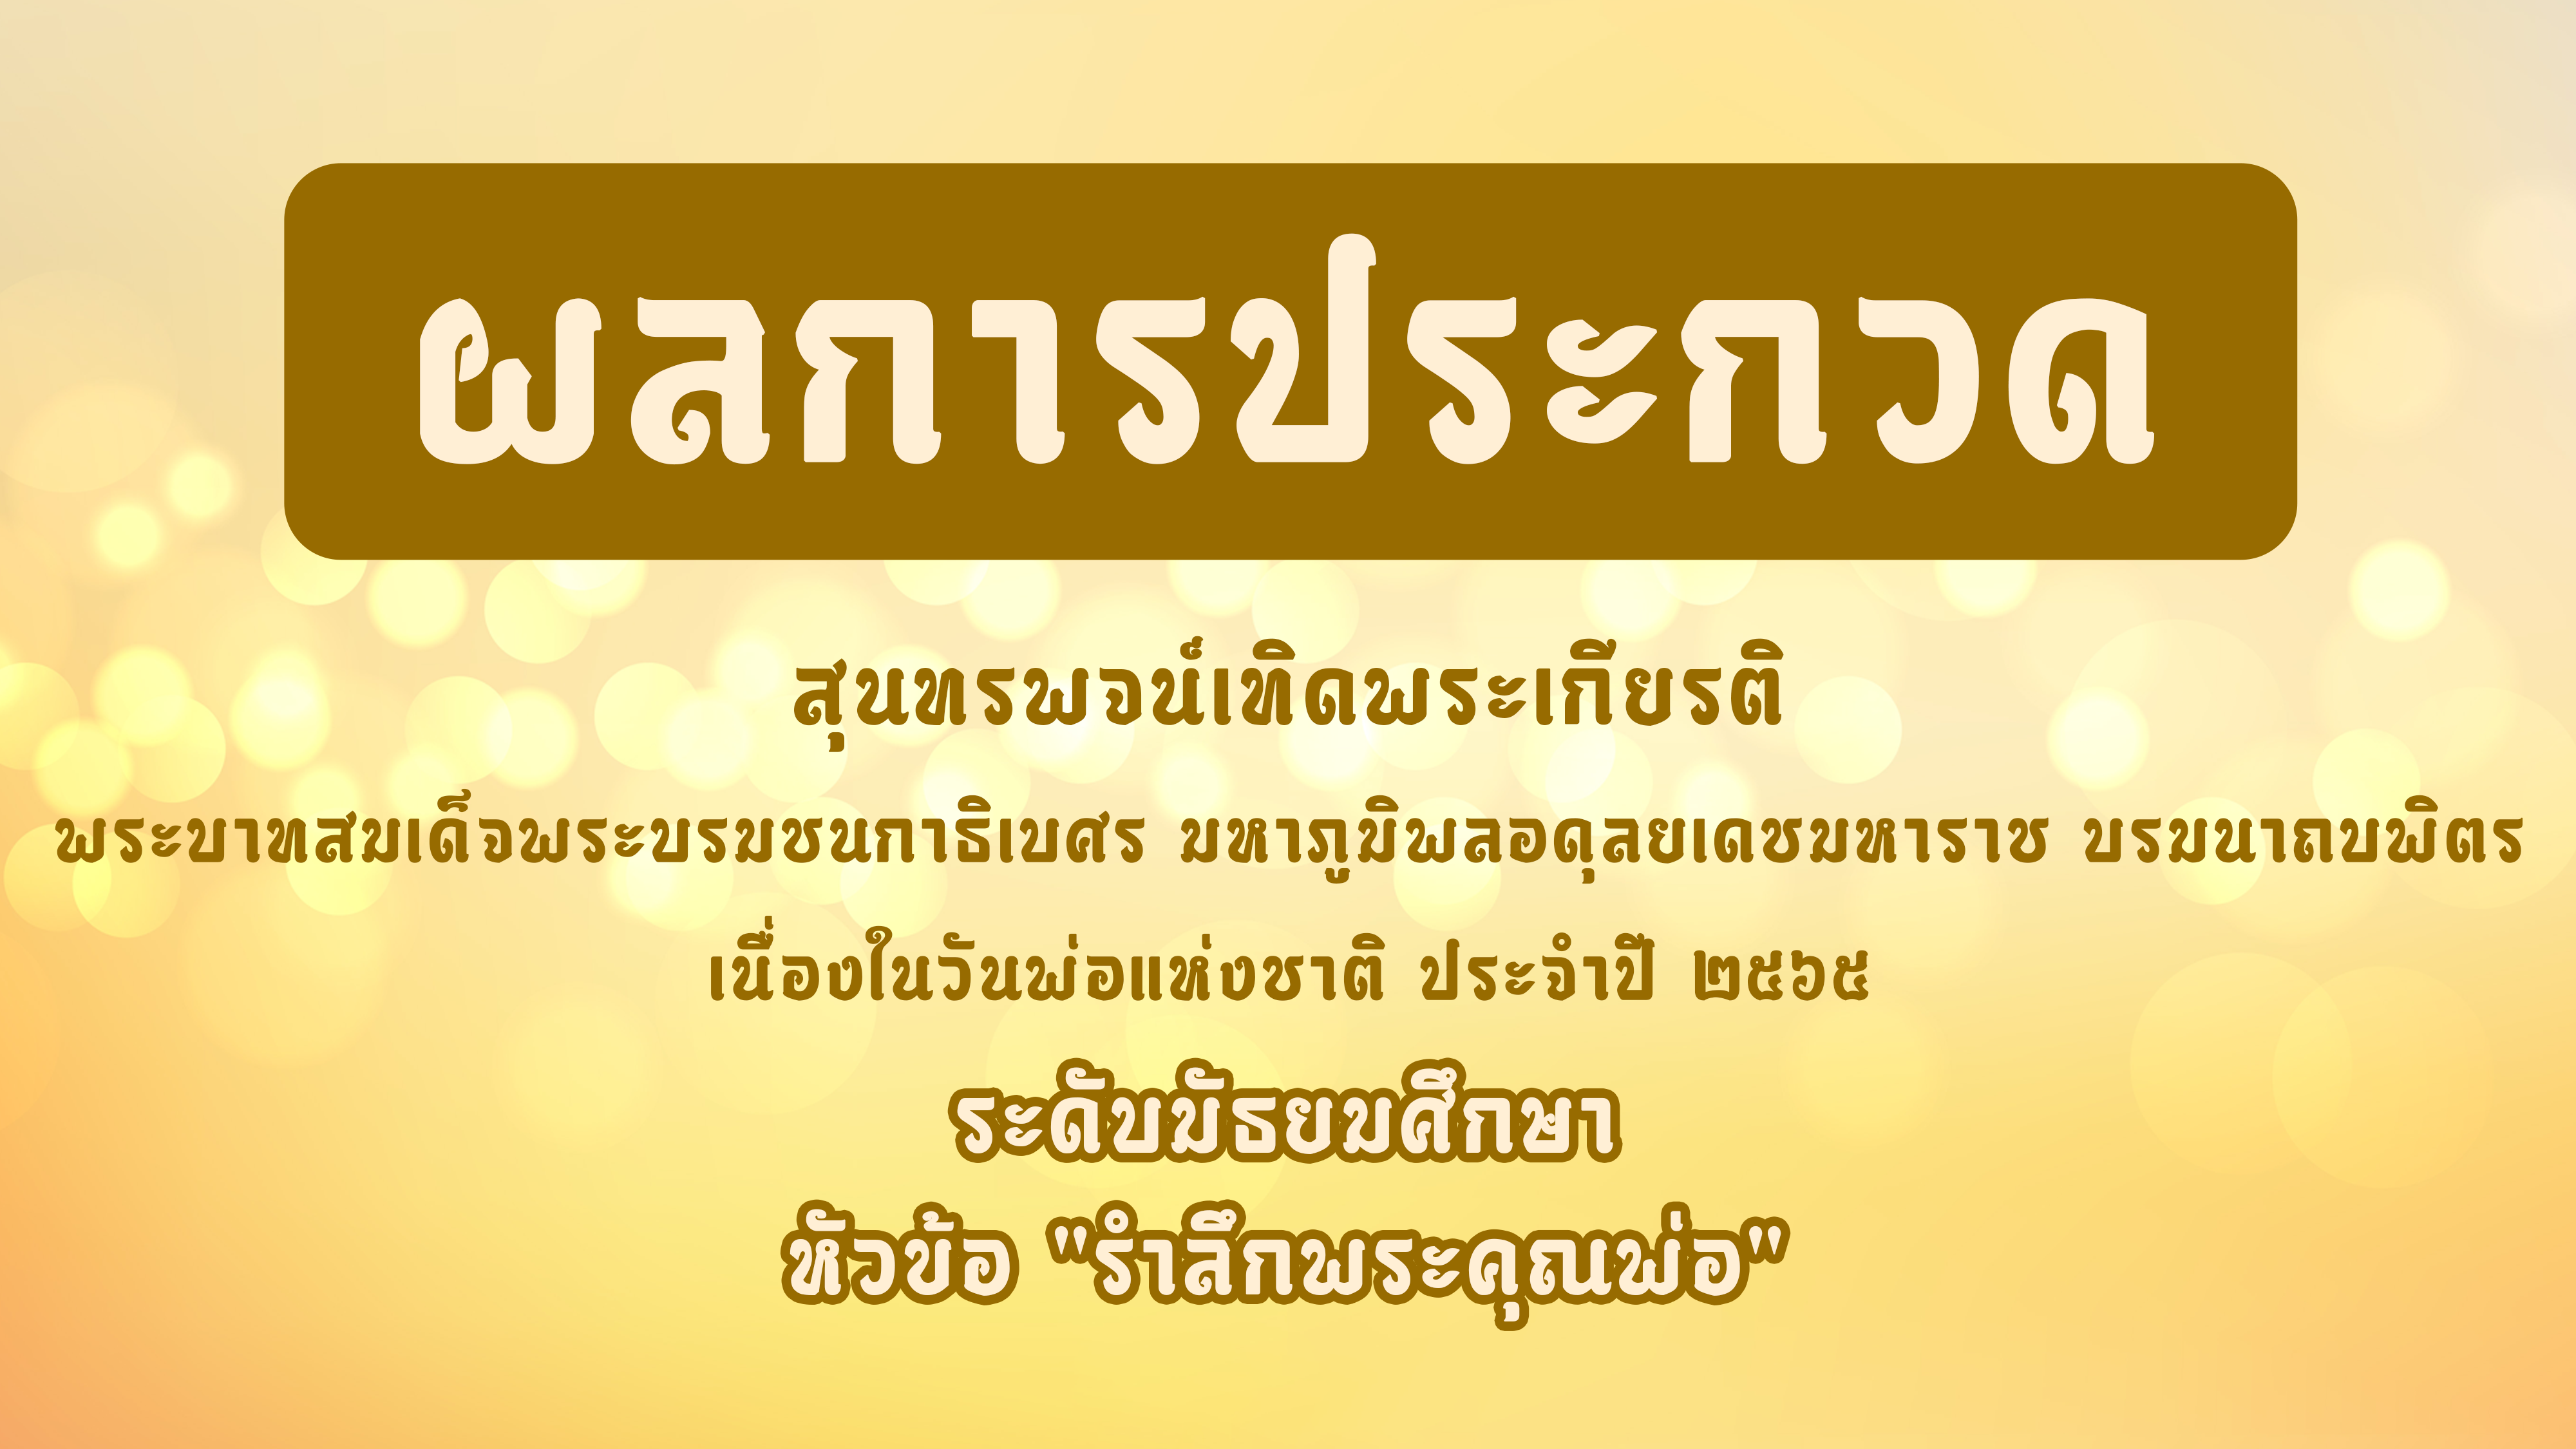 ผลการประกวด
สุนทรพจน์เทิดพระเกียรติ
พระบาทสมเด็จพระบรมชนกาธิเบศร มหาภูมิพลอดุลยเดชมหาราช บรมนาถบพิตร
เนื่องในวันพ่อแห่งชาติ ประจำปี ๒๕๖๕
ระดับมัธยมศึกษา
หัวข้อ "รำลึกพระคุณพ่อ"